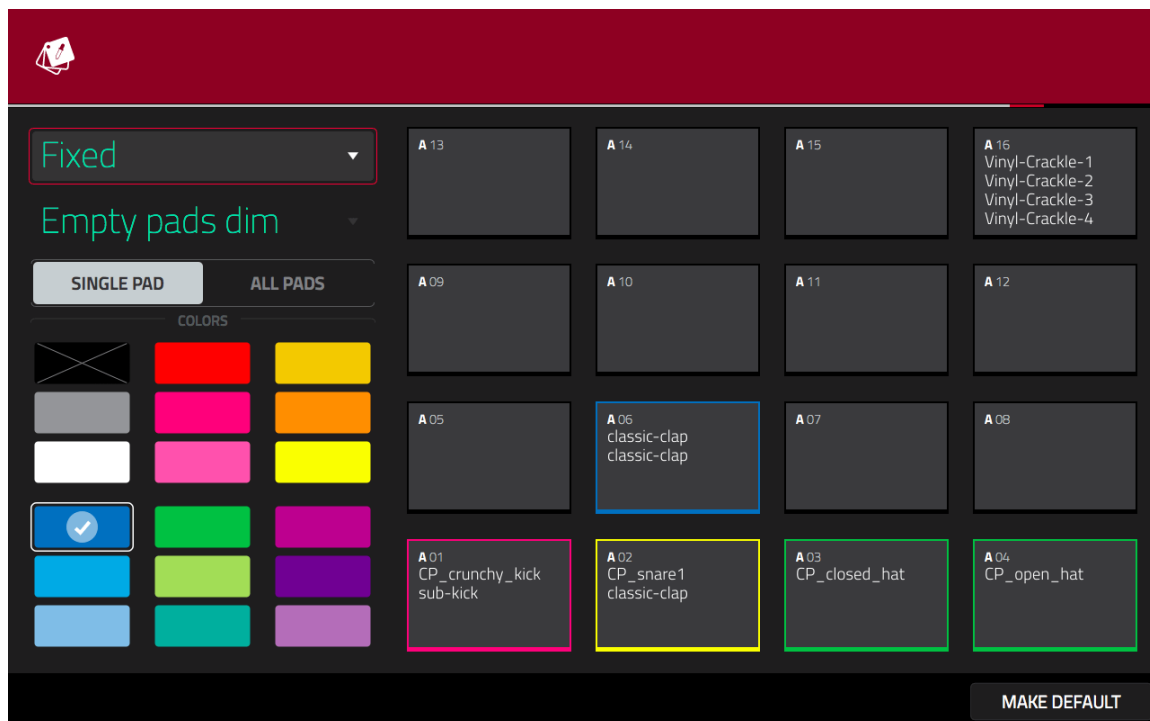 Fixed
Empty pads dim
SINGLE PAD ALL PADS
COLORS
A 13
A 14
A 15
A 16
Vinyl-Crackle-1
Vinyl-Crackle-2
Vinyl-Crackle-3
Vinyl-Crackle-4
A 09
A 10
A 11
A 12
A 05
A 06
classic-clap
classic-clap
A 07
A 08
A 01
CP_crunchy_kick
sub-kick
A 02
CP_snare1
classic-clap
A 03
CP_closed_hat
A 04
CP_open_hat
MAKE DEFAULT